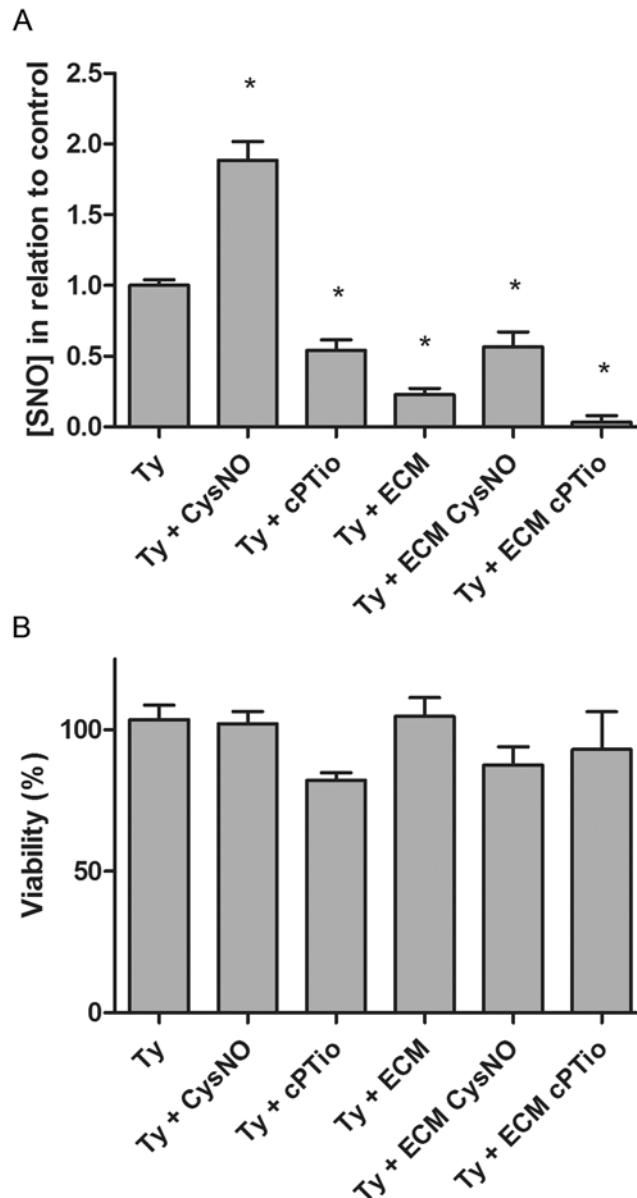 A
[SNO] in relation to control
2.5
2.0
1.5
1.0
0.5
0.0
*
*
*
*
*
Ty
Ty + CysNO
Ty + cPTio
Ty + ECM
Ty + ECM CysNO
Ty + ECM cPTio
B
Viability (%)
100
50
0
Ty
Ty + CysNO
Ty + cPTio
Ty + ECM
Ty + ECM CysNO
Ty + ECM cPTio